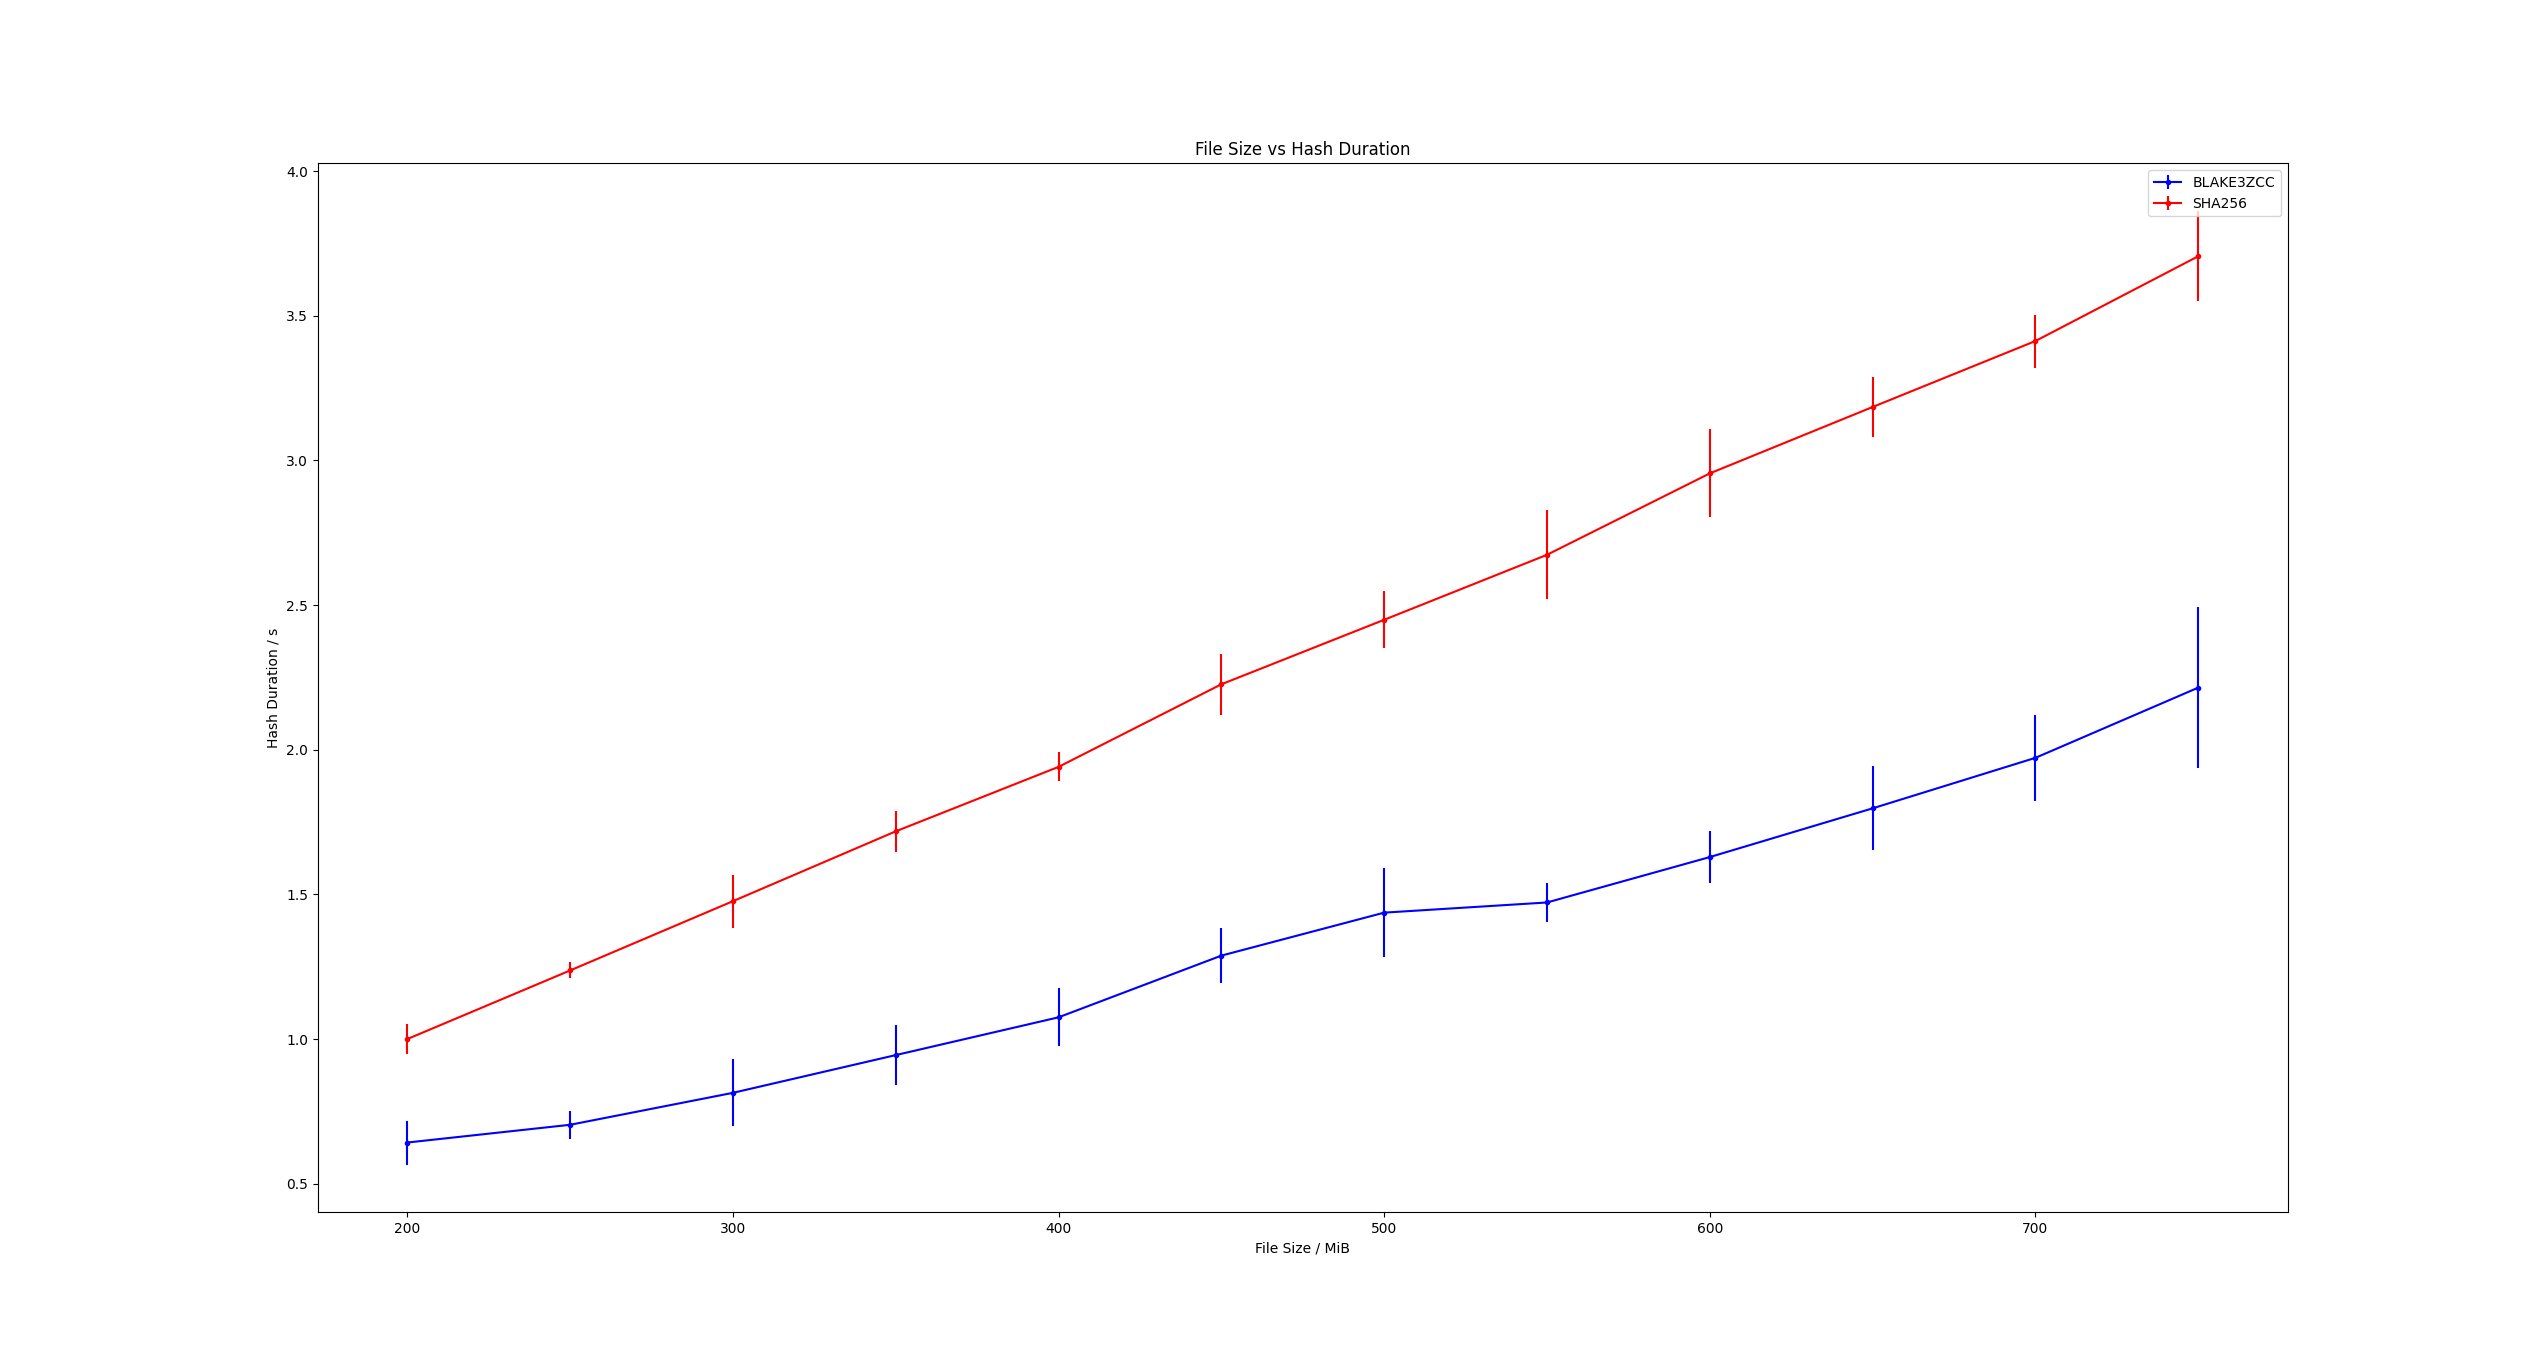 File Size vs Hash Duration
4.0
3.5
3.0
2.5
2.0
1.5
1.0
0.5
Hash Duration / s
BLAKE3ZCC
SHA256
200 300 400 500 600 700
File Size / MiB